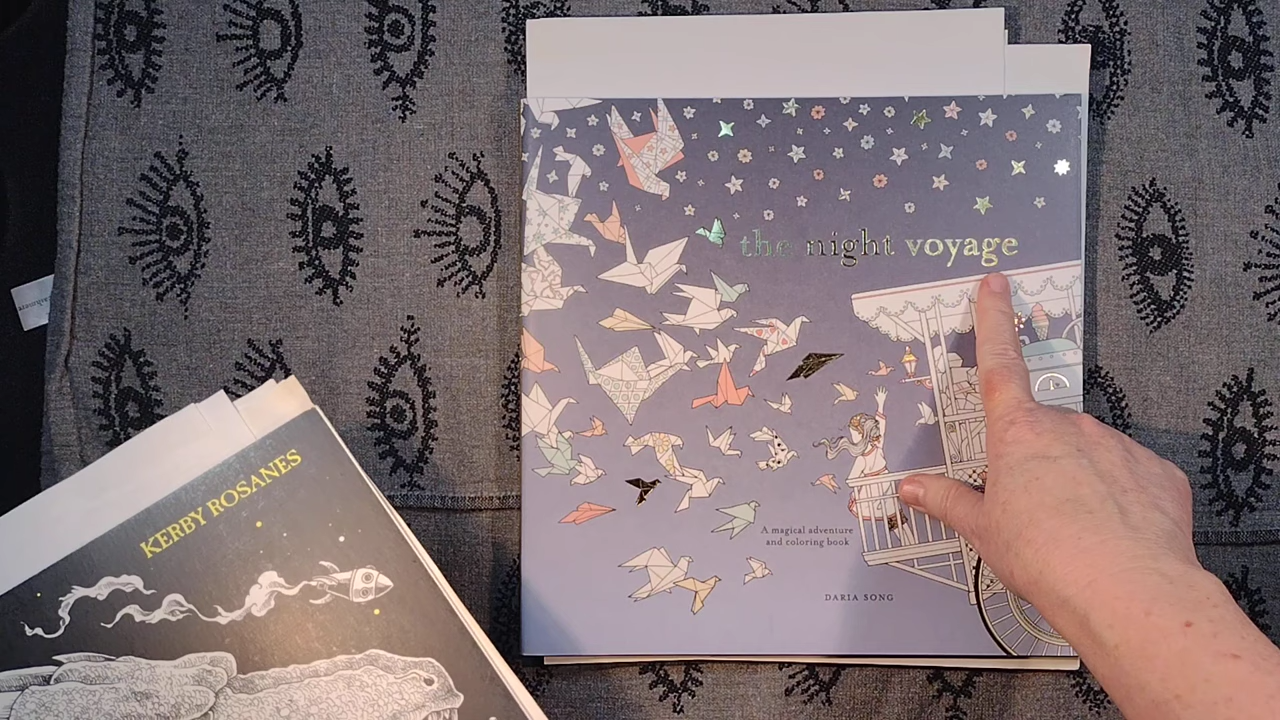 the night voyage
A magical adventure
and coloring book
DARIA SONG
KERBY ROSANES